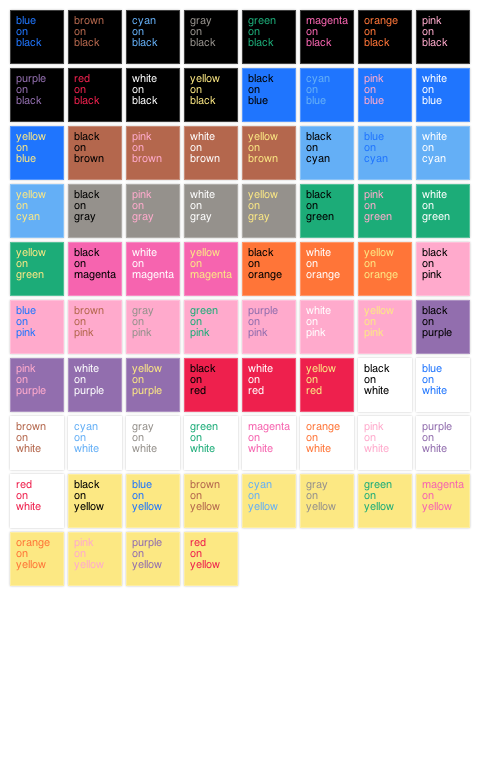 blue
on
black
brown
on
black
cyan
on
black
gray
on
black
green
on
black
magenta
on
black
orange
on
black
pink
on
black
purple
on
black
red
on
black
white
on
black
yellow
on
black
black
on
blue
cyan
on
blue
pink
on
blue
white
on
blue
yellow
on
blue
black
on
brown
pink
on
brown
white
on
brown
yellow
on
brown
black
on
cyan
blue
on
cyan
white
on
cyan
yellow
on
cyan
black
on
gray
pink
on
gray
white
on
gray
yellow
on
gray
black
on
green
pink
on
green
white
on
green
yellow
on
green
black
on
magenta
white
on
magenta
yellow
on
magenta
black
on
orange
white
on
orange
yellow
on
orange
black
on
pink
blue
on
pink
brown
on
pink
gray
on
pink
green
on
pink
purple
on
pink
white
on
pink
yellow
on
pink
black
on
purple
pink
on
purple
white
on
purple
yellow
on
purple
black
on
red
white
on
red
yellow
on
red
black
on
white
blue
on
white
brown
on
white
cyan
on
white
gray
on
white
green
on
white
magenta
on
white
orange
on
white
pink
on
white
purple
on
white
red
on
white
black
on
yellow
blue
on
yellow
brown
on
yellow
cyan
on
yellow
gray
on
yellow
green
on
yellow
magenta
on
yellow
orange
on
yellow
pink
on
yellow
purple
on
yellow
red
on
yellow